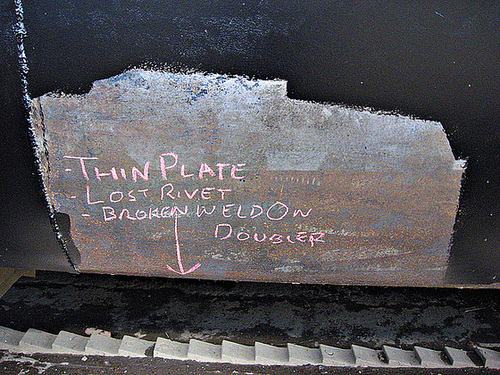 - THIN PLATE
- LOST RIVET
- BROKEN WELD ON
DOUBLER